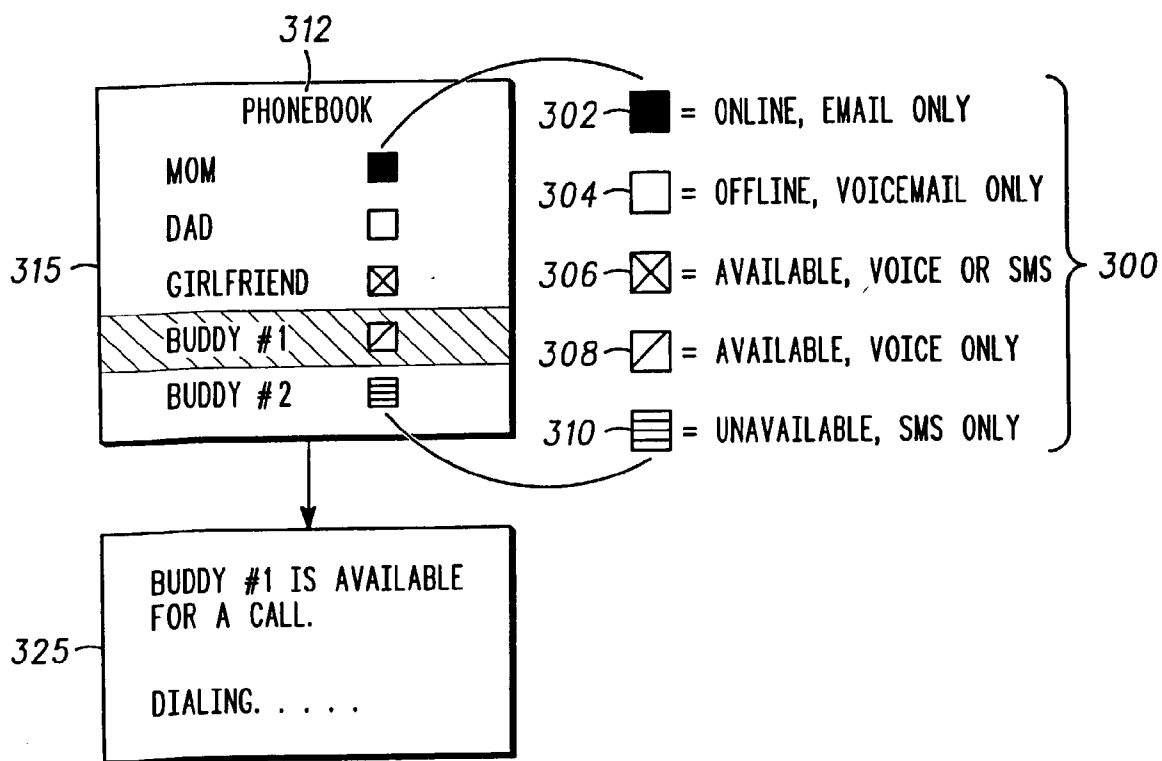 312
PHONEBOOK
MOM
DAD
GIRLFRIEND
BUDDY #1
BUDDY #2
315
302 = ONLINE, EMAIL ONLY
304 = OFFLINE, VOICEMAIL ONLY
306 = AVAILABLE, VOICE OR SMS
308 = AVAILABLE, VOICE ONLY
310 = UNAVAILABLE, SMS ONLY
300
BUDDY #1 IS AVAILABLE
FOR A CALL.
325
DIALING. . . . .